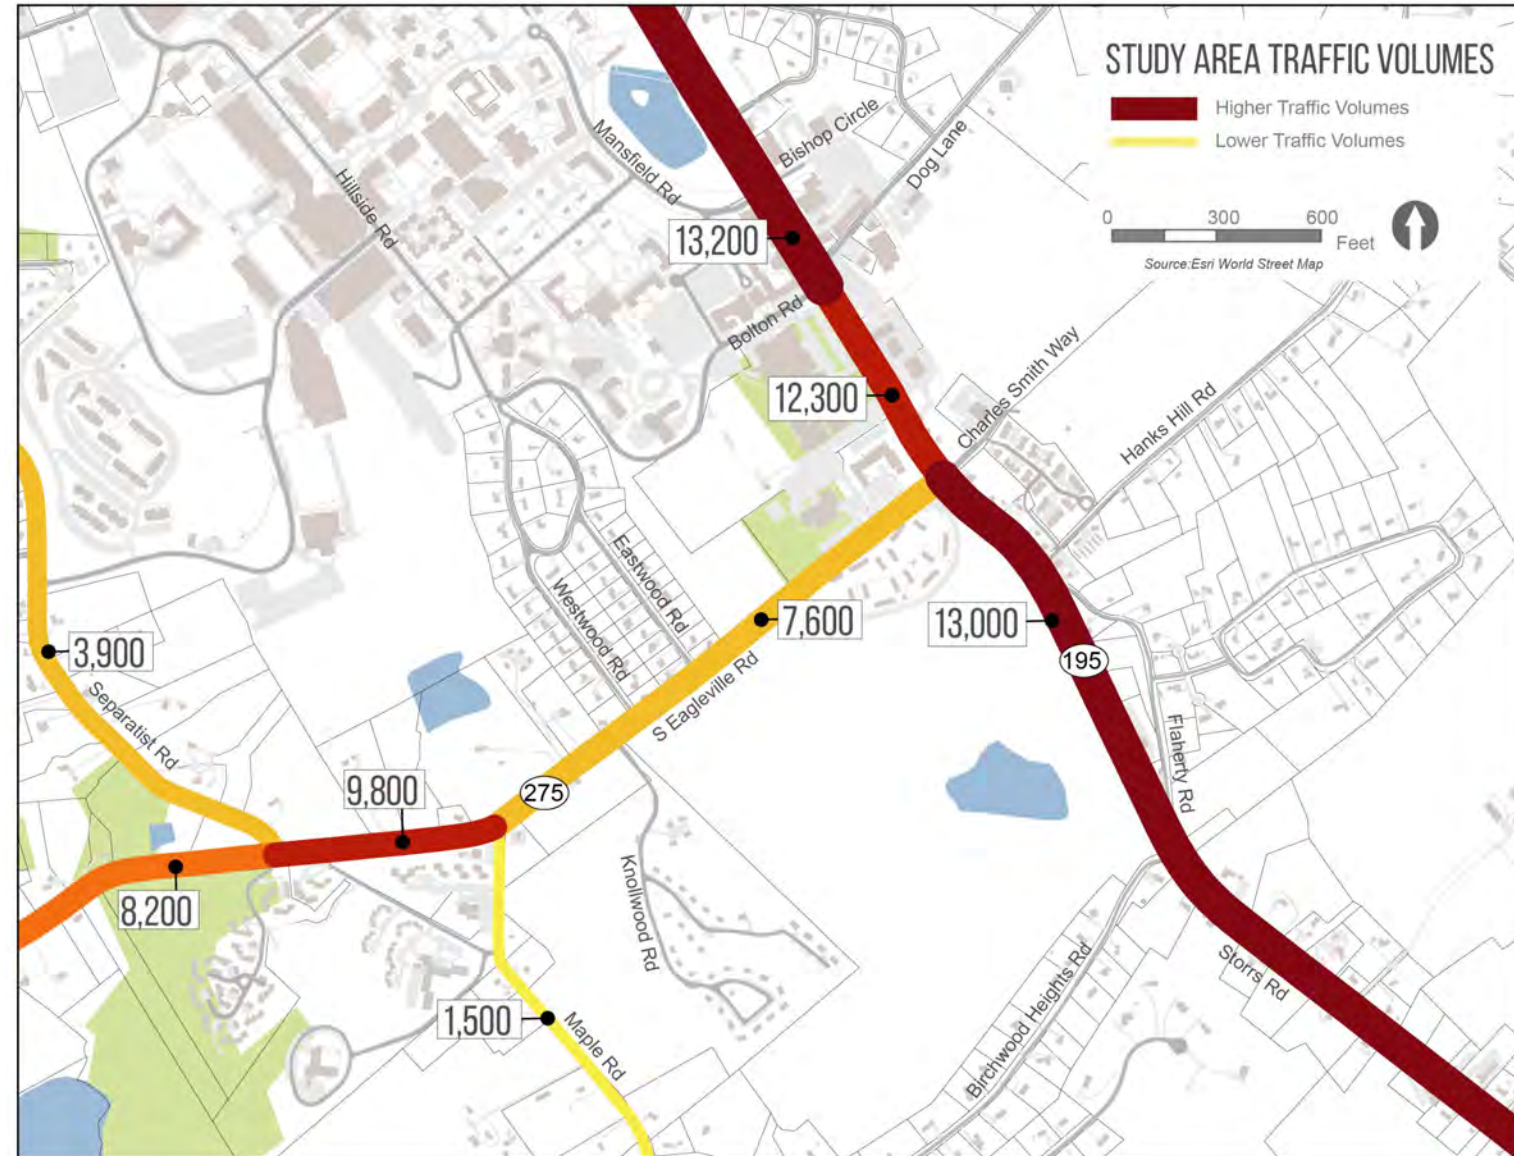 STUDY AREA TRAFFIC VOLUMES
Higher Traffic Volumes
Lower Traffic Volumes
0 300 600
Feet
Source:Esri World Street Map
Mansfield Rd
Bishop Circle
Dog Lane
Hillside Rd
13,200
Bolton Rd
12,300
Charles Smith Way
Hanks Hill Rd
Eastwood Rd
Westwood Rd
7,600
13,000
195
3,900
Separatist Rd
S Eagleville Rd
Flaherty Rd
9,800
275
8,200
Knollwood Rd
Storrs Rd
1,500
Maple Rd
Birchwood Heights Rd